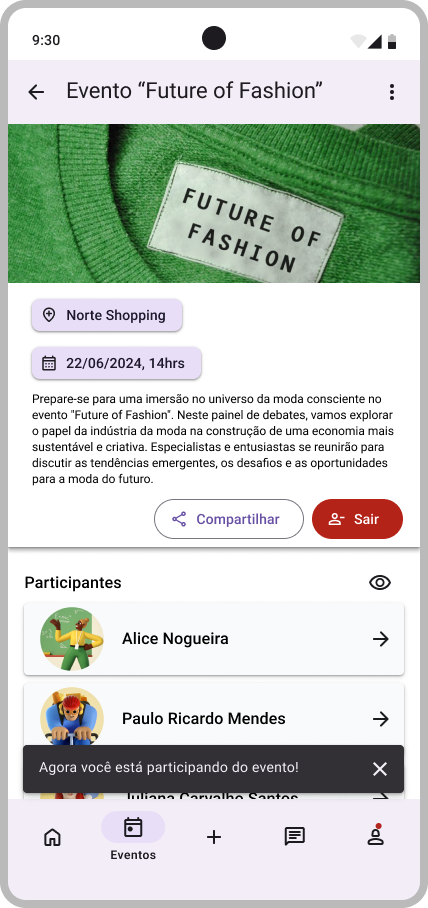 9:30
Evento “Future of Fashion”
FUTURE OF
FASHION
Norte Shopping
22/06/2024, 14hrs
Prepare-se para uma imersão no universo da moda consciente no
evento "Future of Fashion". Neste painel de debates, vamos explorar
o papel da indústria da moda na construção de uma economia mais
sustentável e criativa. Especialistas e entusiastas se reunirão para
discutir as tendências emergentes, os desafios e as oportunidades
para a moda do futuro.
Compartilhar
Sair
Participantes
Alice Nogueira
Paulo Ricardo Mendes
Agora você está participando do evento!
Juliana Carvalho Santos
Eventos